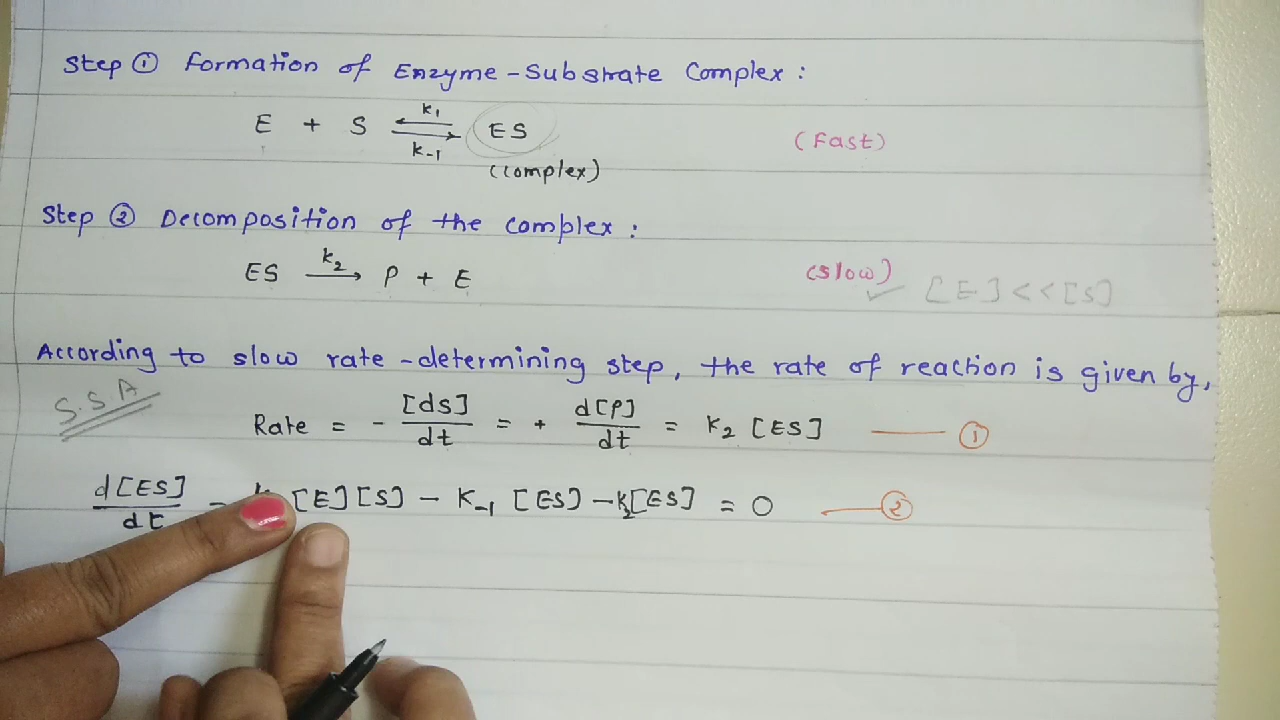 Step ① Formation of Enzyme-Substrate Complex:
E + S ⇌ ES (Fast)
k₁
k₋₁
(complex)
Step ② Decomposition of the complex:
ES —k₂→ P + E (slow) ✓ [E]<<[S]
According to slow rate-determining step, the rate of reaction is given by,
S.S.A
Rate = - [ds]/dt = + d[P]/dt = k₂ [ES] —— ①
d[ES]/dt = [E][S] - K₋₁ [ES] - k₂[ES] = 0 —— ②